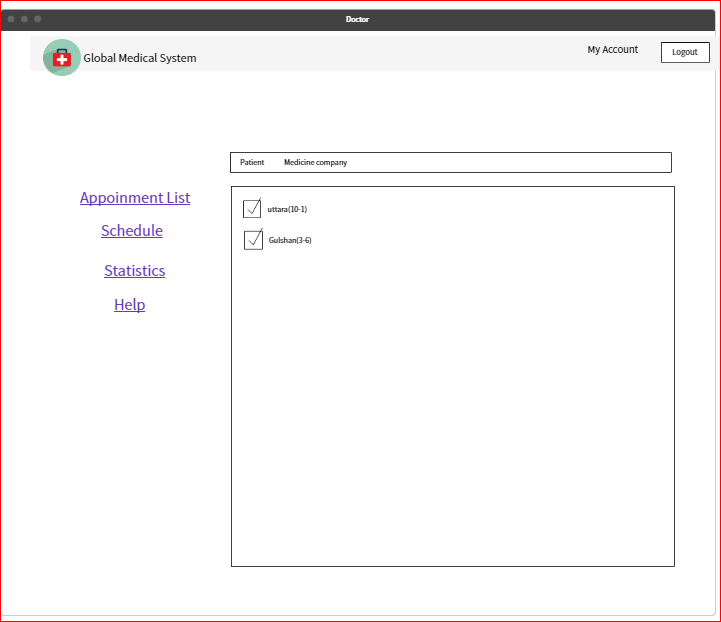 Doctor
Global Medical System
My Account
Logout
Patient Medicine company
Appoinment List
Schedule
Statistics
Help
uttara(10-1)
Gulshan(3-6)